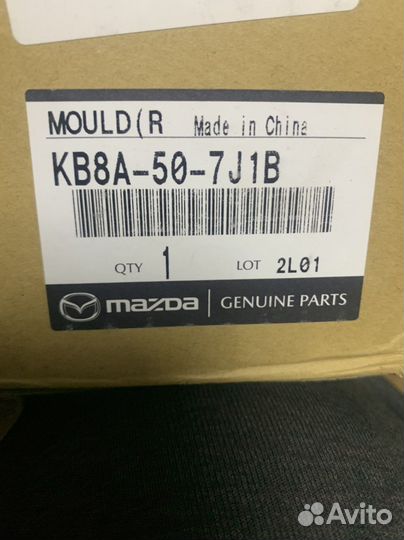 MOULD(R Made in China
KB8A-50-7J1B
QTY 1 LOT 2L01
mazda GENUINE PARTS
Avito